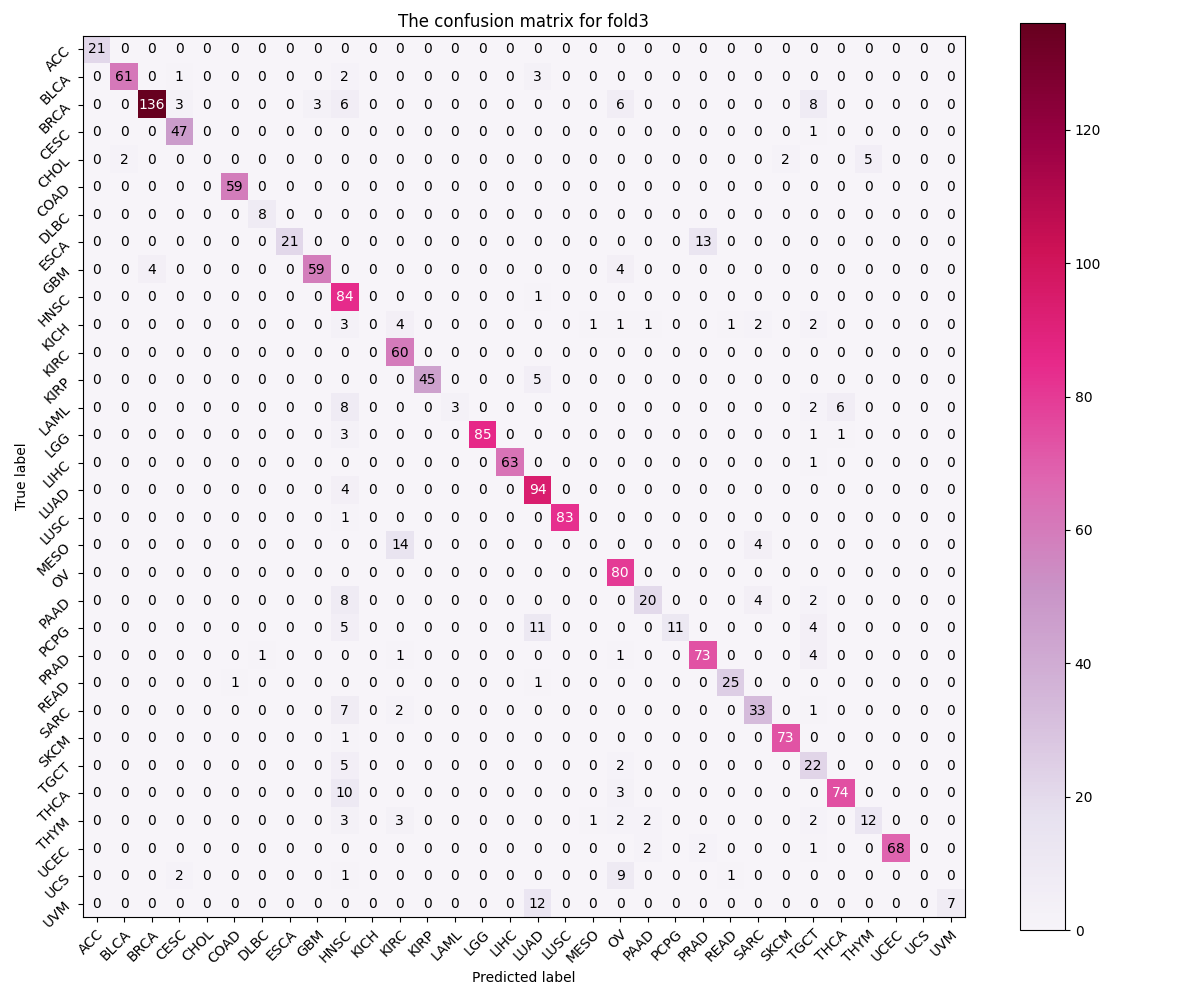 The confusion matrix for fold3
ACC 21 0 0 0 0 0 0 0 0 0 0 0 0 0 0 0 0 0 0 0 0 0 0 0 0 0 0 0 0 0 0 0
BLCA 0 61 0 1 0 0 0 0 0 2 0 0 0 0 0 0 3 0 0 0 0 0 0 0 0 0 0 0 0 0 0 0
BRCA 0 0 136 3 0 0 0 0 3 6 0 0 0 0 0 0 0 0 0 6 0 0 0 0 0 0 8 0 0 0 0 0
CESC 0 0 0 47 0 0 0 0 0 0 0 0 0 0 0 0 0 0 0 0 0 0 0 0 0 0 1 0 0 0 0 0
CHOL 0 2 0 0 0 0 0 0 0 0 0 0 0 0 0 0 0 0 0 0 0 0 0 0 0 2 0 0 5 0 0 0
COAD 0 0 0 0 0 59 0 0 0 0 0 0 0 0 0 0 0 0 0 0 0 0 0 0 0 0 0 0 0 0 0 0
DLBC 0 0 0 0 0 0 8 0 0 0 0 0 0 0 0 0 0 0 0 0 0 0 0 0 0 0 0 0 0 0 0 0
ESCA 0 0 0 0 0 0 0 21 0 0 0 0 0 0 0 0 0 0 0 0 0 0 13 0 0 0 0 0 0 0 0 0
GBM 0 0 4 0 0 0 0 0 59 0 0 0 0 0 0 0 0 0 0 4 0 0 0 0 0 0 0 0 0 0 0 0
HNSC 0 0 0 0 0 0 0 0 0 84 0 0 0 0 0 0 1 0 0 0 0 0 0 0 0 0 0 0 0 0 0 0
KICH 0 0 0 0 0 0 0 0 0 3 0 4 0 0 0 0 0 0 1 1 1 0 0 1 2 0 2 0 0 0 0 0
KIRC 0 0 0 0 0 0 0 0 0 0 0 60 0 0 0 0 0 0 0 0 0 0 0 0 0 0 0 0 0 0 0 0
KIRP 0 0 0 0 0 0 0 0 0 0 0 0 45 0 0 0 5 0 0 0 0 0 0 0 0 0 0 0 0 0 0 0
LAML 0 0 0 0 0 0 0 0 0 8 0 0 0 3 0 0 0 0 0 0 0 0 0 0 0 0 2 6 0 0 0 0
LGG 0 0 0 0 0 0 0 0 0 3 0 0 0 0 85 0 0 0 0 0 0 0 0 0 0 0 1 1 0 0 0 0
LIHC 0 0 0 0 0 0 0 0 0 0 0 0 0 0 0 63 0 0 0 0 0 0 0 0 0 0 1 0 0 0 0 0
LUAD 0 0 0 0 0 0 0 0 0 4 0 0 0 0 0 0 94 0 0 0 0 0 0 0 0 0 0 0 0 0 0 0
LUSC 0 0 0 0 0 0 0 0 0 1 0 0 0 0 0 0 0 83 0 0 0 0 0 0 0 0 0 0 0 0 0 0
MESO 0 0 0 0 0 0 0 0 0 0 0 14 0 0 0 0 0 0 0 0 0 0 0 0 4 0 0 0 0 0 0 0
OV 0 0 0 0 0 0 0 0 0 0 0 0 0 0 0 0 0 0 0 80 0 0 0 0 0 0 0 0 0 0 0 0
PAAD 0 0 0 0 0 0 0 0 0 8 0 0 0 0 0 0 0 0 0 0 20 0 0 0 4 0 2 0 0 0 0 0
PCPG 0 0 0 0 0 0 0 0 0 5 0 0 0 0 0 0 11 0 0 0 0 11 0 0 0 0 4 0 0 0 0 0
PRAD 0 0 0 0 0 0 1 0 0 0 0 1 0 0 0 0 0 0 0 1 0 0 73 0 0 0 4 0 0 0 0 0
READ 0 0 0 0 0 1 0 0 0 0 0 0 0 0 0 0 1 0 0 0 0 0 0 25 0 0 0 0 0 0 0 0
SARC 0 0 0 0 0 0 0 0 0 7 0 2 0 0 0 0 0 0 0 0 0 0 0 0 33 0 1 0 0 0 0 0
SKCM 0 0 0 0 0 0 0 0 0 1 0 0 0 0 0 0 0 0 0 0 0 0 0 0 0 73 0 0 0 0 0 0
TGCT 0 0 0 0 0 0 0 0 0 5 0 0 0 0 0 0 0 0 0 2 0 0 0 0 0 0 22 0 0 0 0 0
THCA 0 0 0 0 0 0 0 0 0 10 0 0 0 0 0 0 0 0 0 3 0 0 0 0 0 0 0 74 0 0 0 0
THYM 0 0 0 0 0 0 0 0 0 3 0 3 0 0 0 0 0 0 1 2 2 0 0 0 0 0 2 0 12 0 0 0
UCEC 0 0 0 0 0 0 0 0 0 0 0 0 0 0 0 0 0 0 0 0 2 0 2 0 0 0 1 0 0 68 0 0
UCS 0 0 0 2 0 0 0 0 0 1 0 0 0 0 0 0 0 0 0 9 0 0 0 1 0 0 0 0 0 0 0 0
UVM 0 0 0 0 0 0 0 0 0 0 0 0 0 0 0 0 12 0 0 0 0 0 0 0 0 0 0 0 0 0 0 7
ACC BLCA BRCA CESC CHOL COAD DLBC ESCA GBM HNSC KICH KIRC KIRP LAML LGG LIHC LUAD LUSC MESO OV PAAD PCPG PRAD READ SARC SKCM TGCT THCA THYM UCEC UCS UVM
Predicted label
True label
120
100
80
60
40
20
0